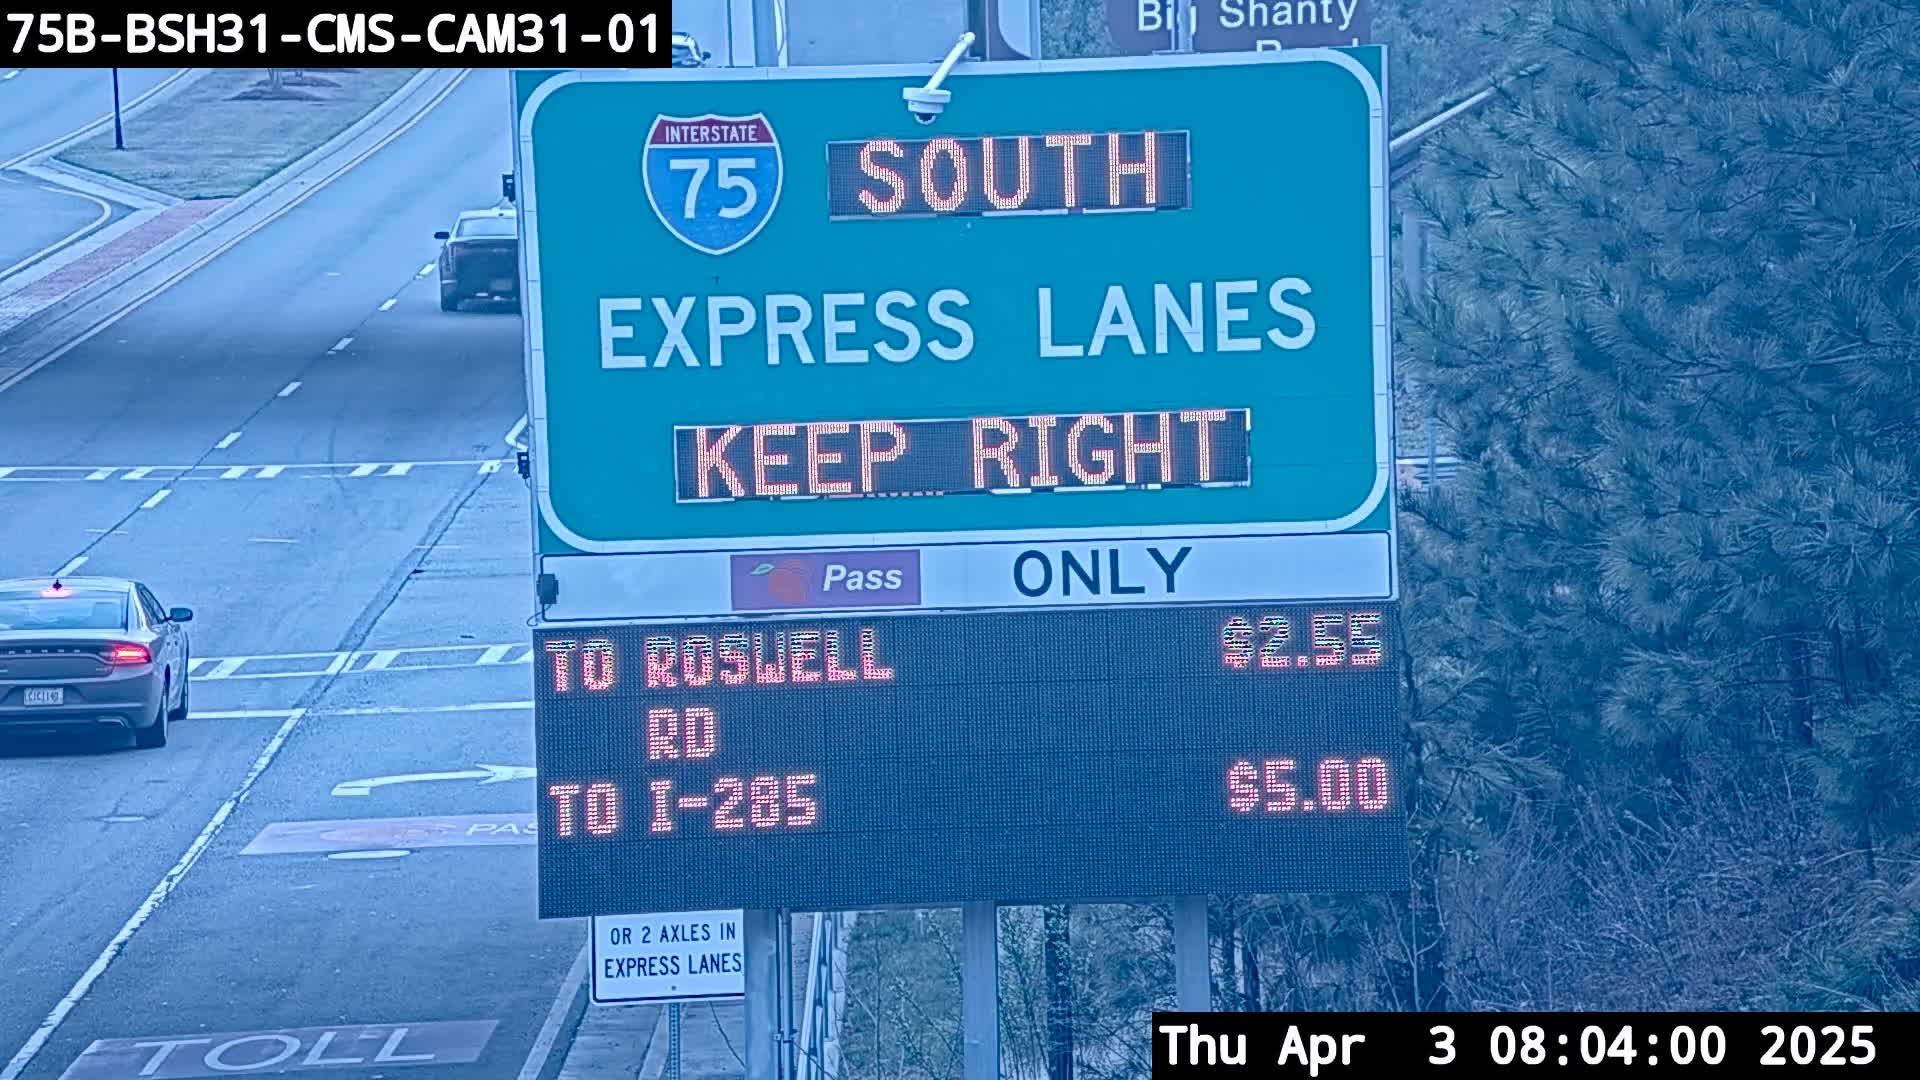 75B-BSH31-CMS-CAM31-01
Big Shanty
Road
INTERSTATE
75
SOUTH
EXPRESS LANES
KEEP RIGHT
Pass ONLY
TO ROSWELL $2.55
RD
TO I-285 $5.00
OR 2 AXLES IN
EXPRESS LANES
TOLL
Thu Apr 3 08:04:00 2025